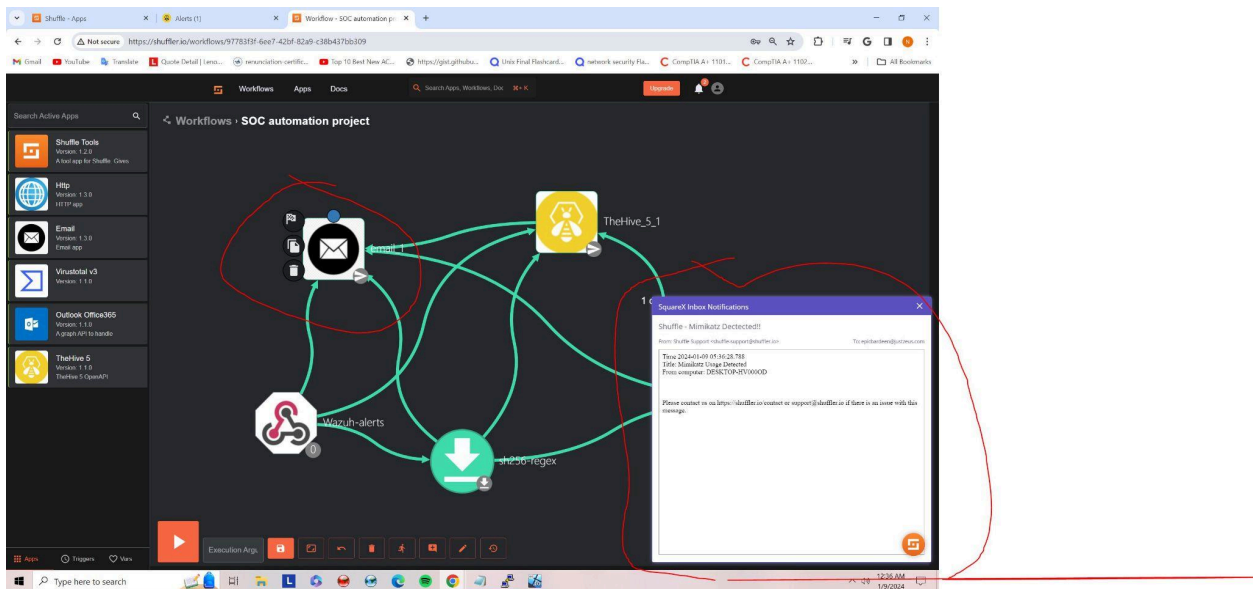 Shuffle - Apps
Alerts (1)
Workflow - SOC automation pr
Not secure https://shuffler.io/workflows/97783f3f-6ee7-42bf-82a9-c38b437bb309
Gmail YouTube Translate Quote Detail | Leno... renunciation certific... Top 10 Best New AC... https://gist.githubu... Unix Final Flashcard... network security Fla... CompTIA A+ 1101... CompTIA A+ 1102... » All Bookmarks
Workflows Apps Docs Search Apps, Workflows, Doc ⌘+K Upgrade
Search Active Apps
Workflows › SOC automation project
Shuffle Tools
Version: 1.2.0
A tool app for Shuffle. Gives
Http
Version: 1.3.0
HTTP app
Email
Version: 1.3.0
Email app
Virustotal v3
Version: 1.1.0
Outlook Office365
Version: 1.1.0
A graph API to handle
TheHive 5
Version: 1.1.0
TheHive 5 OpenAPI
Email_1
TheHive_5_1
Wazuh-alerts
0
sh256-regex
SquareX Inbox Notifications
Shuffle - Mimikatz Dectected!!
From: Shuffle Support <shuffle-support@shuffler.io>
Time 2024-01-09 05:36:28.788
Title: Mimikatz Usage Detected
From computer: DESKTOP-HV000OD
Please contact us on https://shuffler.io/contact or support@shuffler.io if there is an issue with this
message.
Apps Triggers Vars
Execution Argu
Type here to search
12:36 AM
1/9/2024